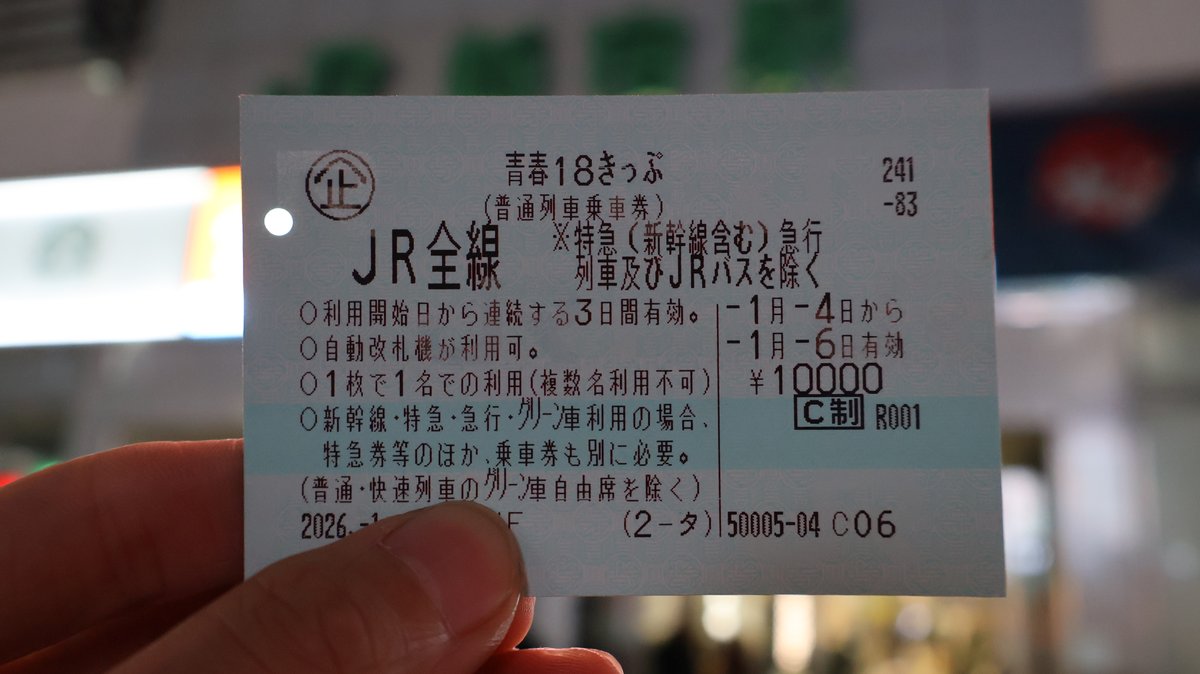 企 青春18きっぷ 241
(普通列車乗車券) -83
JR全線 ※特急(新幹線含む)急行
列車及びJRバスを除く
○利用開始日から連続する3日間有効。 -1月-4日から
○自動改札機が利用可。 -1月-6日有効
○1枚で1名での利用(複数名利用不可) ¥10000
○新幹線・特急・急行・グリーン車利用の場合、 C制 R001
特急券等のほか、乗車券も別に必要。
(普通・快速列車のグリーン車自由席を除く)
2026.-1 (2-タ) 50005-04 C06